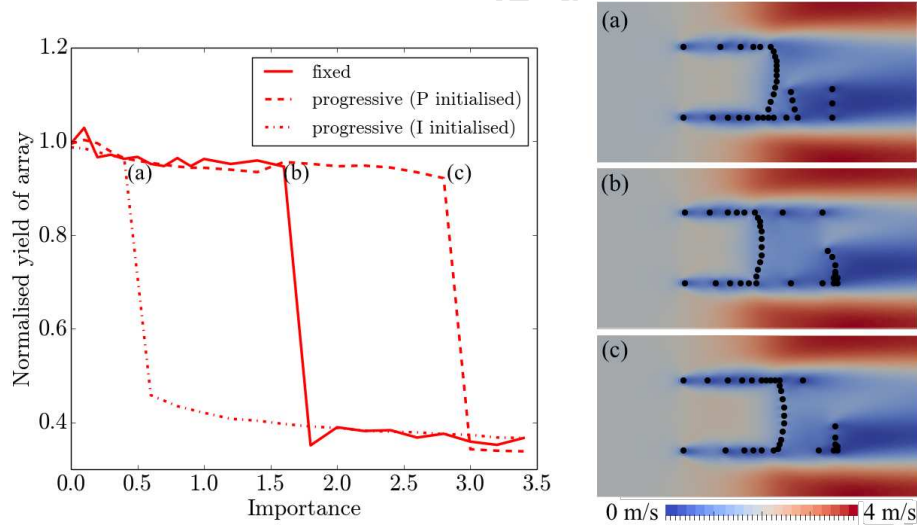 1.2
1.0
0.8
0.6
0.4
Normalised yield of array
fixed
progressive (P initialised)
progressive (I initialised)
(a)
(b)
(c)
0.0
0.5
1.0
1.5
2.0
2.5
3.0
3.5
Importance
(a)
(b)
(c)
0 m/s
4 m/s